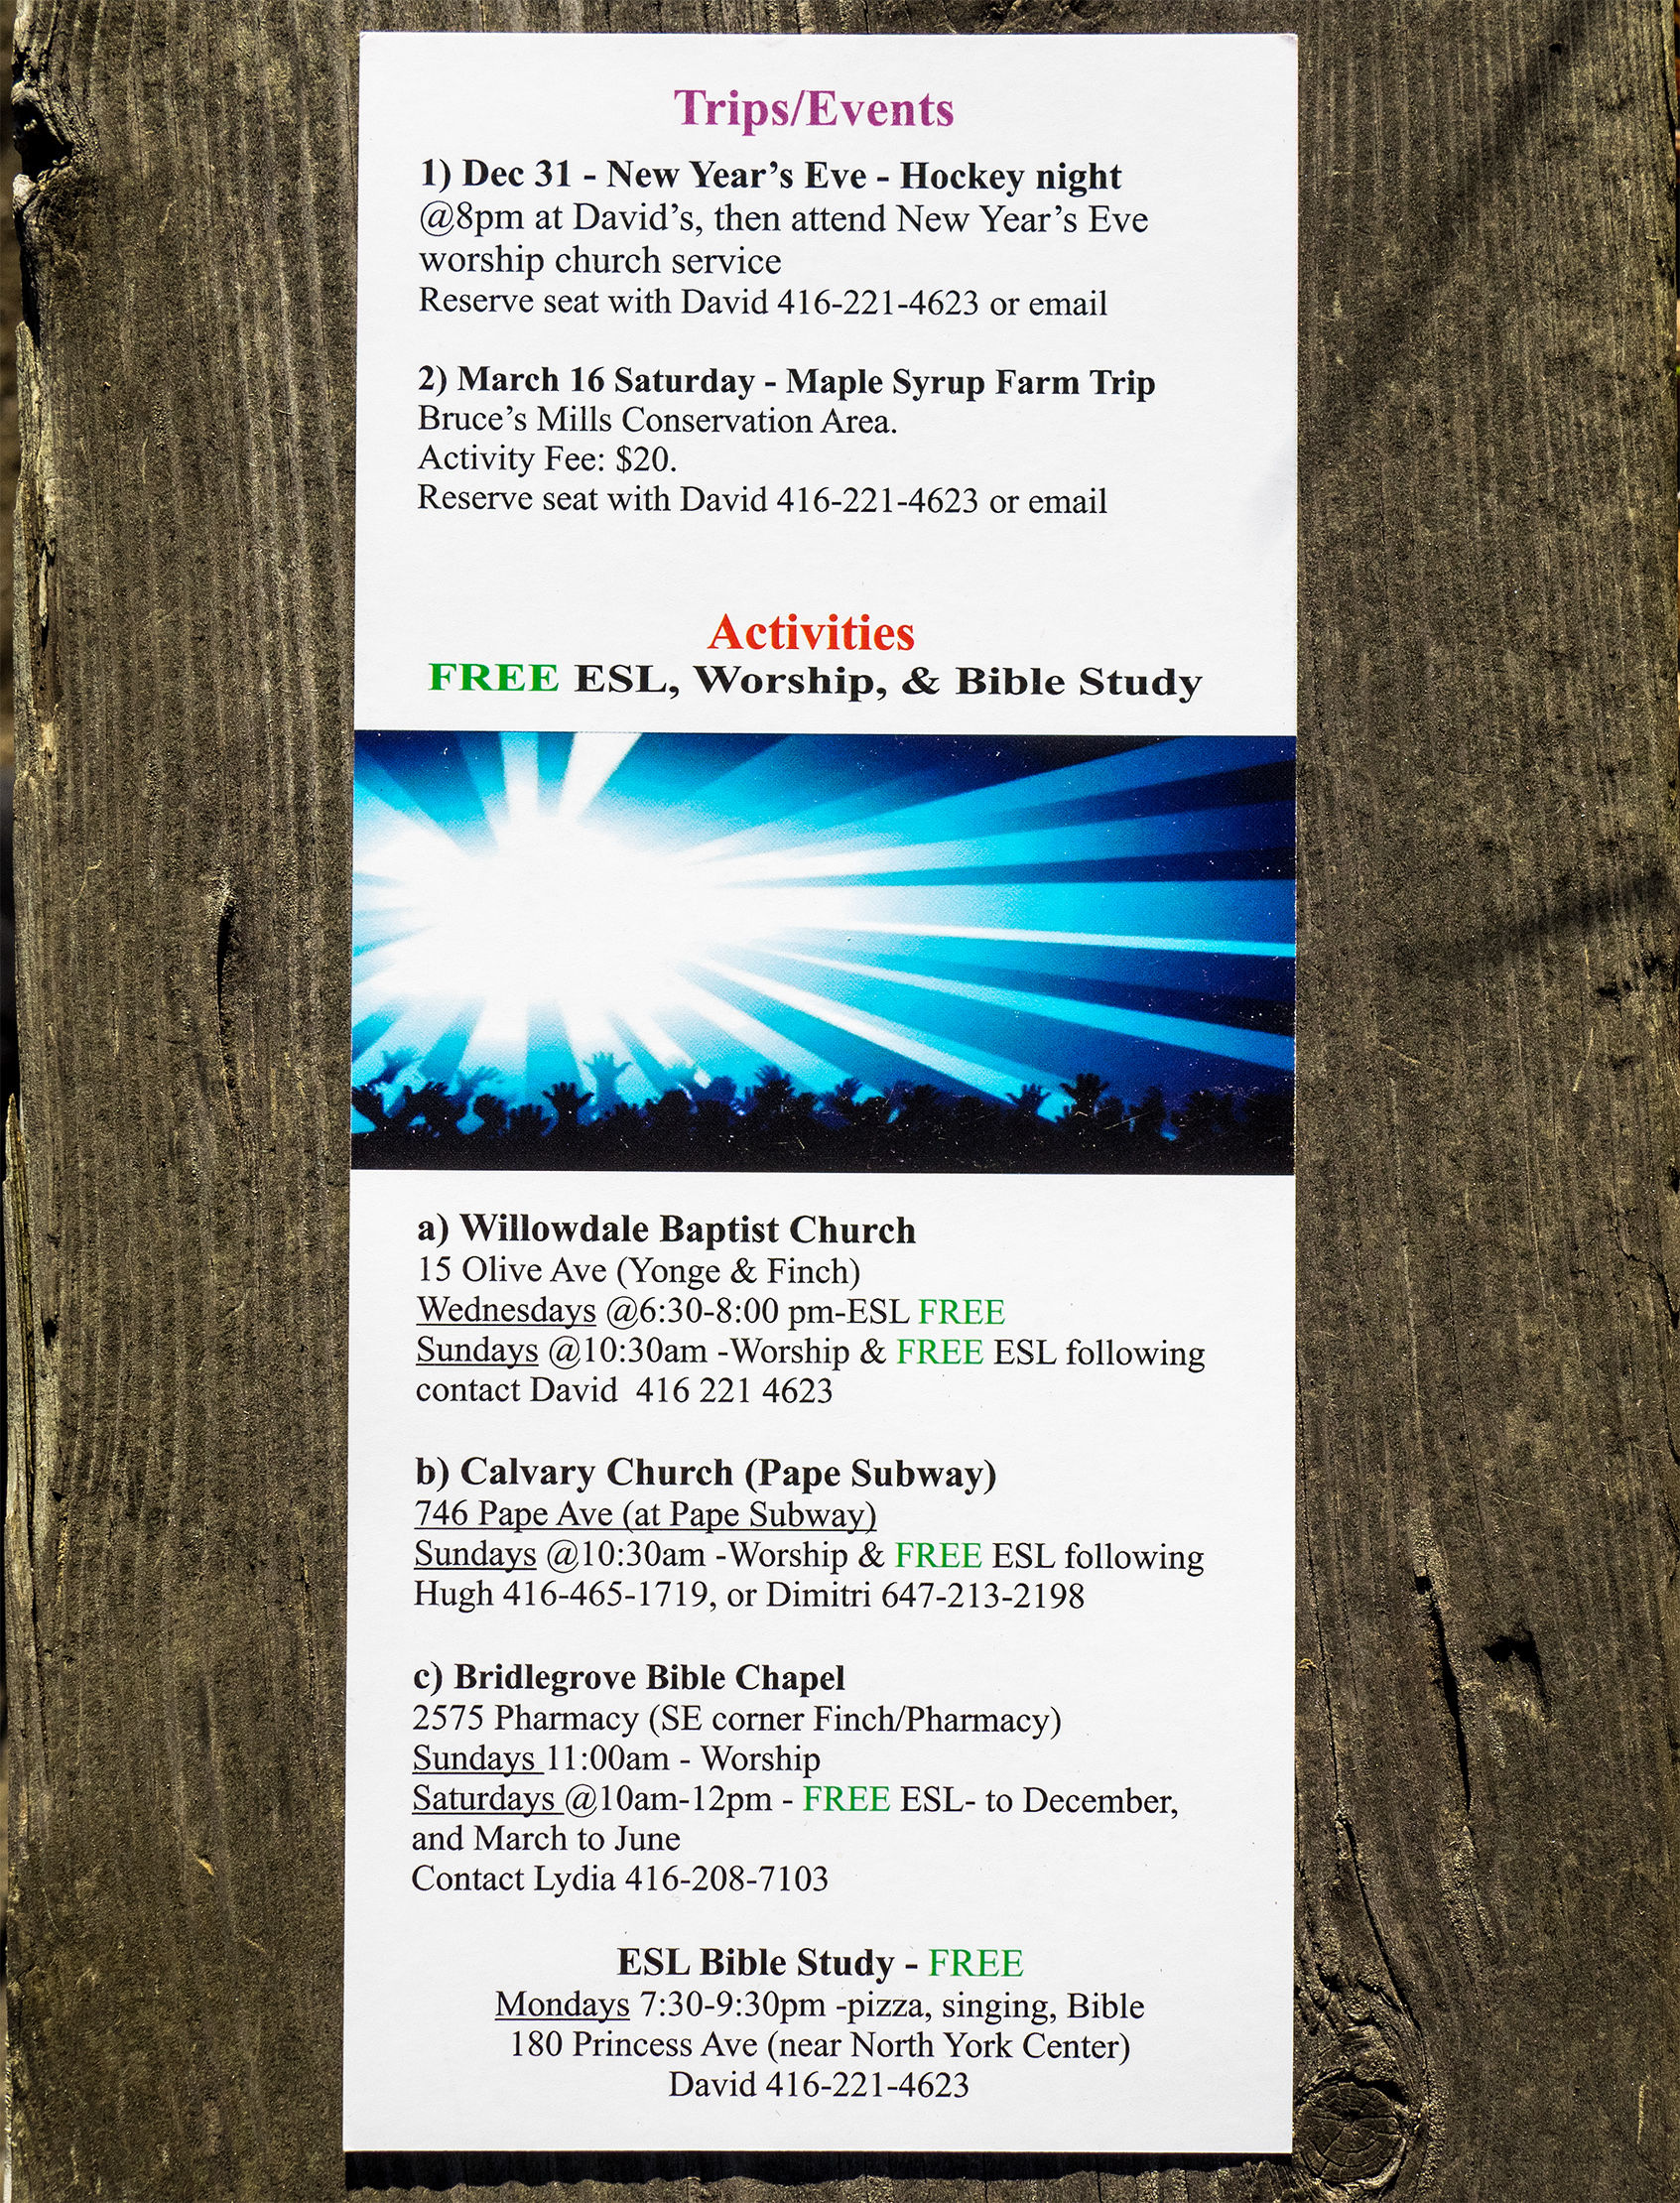 Trips/Events
1) Dec 31 - New Year’s Eve - Hockey night
@8pm at David’s, then attend New Year’s Eve
worship church service
Reserve seat with David 416-221-4623 or email
2) March 16 Saturday - Maple Syrup Farm Trip
Bruce’s Mills Conservation Area.
Activity Fee: $20.
Reserve seat with David 416-221-4623 or email
Activities
FREE ESL, Worship, & Bible Study
a) Willowdale Baptist Church
15 Olive Ave (Yonge & Finch)
Wednesdays @6:30-8:00 pm-ESL FREE
Sundays @10:30am -Worship & FREE ESL following
contact David 416 221 4623
b) Calvary Church (Pape Subway)
746 Pape Ave (at Pape Subway)
Sundays @10:30am -Worship & FREE ESL following
Hugh 416-465-1719, or Dimitri 647-213-2198
c) Bridlegrove Bible Chapel
2575 Pharmacy (SE corner Finch/Pharmacy)
Sundays 11:00am - Worship
Saturdays @10am-12pm - FREE ESL- to December,
and March to June
Contact Lydia 416-208-7103
ESL Bible Study - FREE
Mondays 7:30-9:30pm -pizza, singing, Bible
180 Princess Ave (near North York Center)
David 416-221-4623